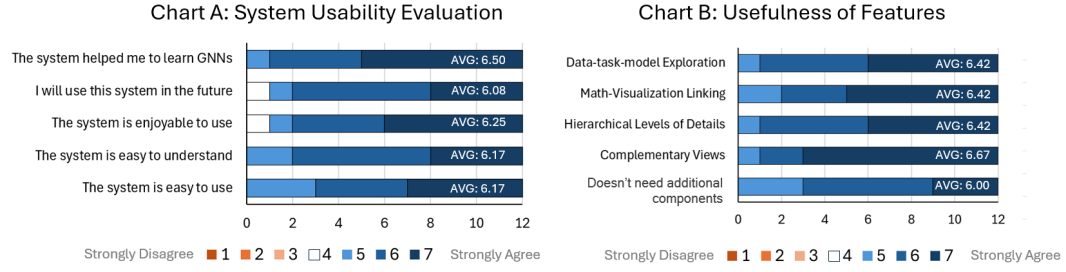 Chart A: System Usability Evaluation
The system helped me to learn GNNs
AVG: 6.50
I will use this system in the future
AVG: 6.08
The system is enjoyable to use
AVG: 6.25
The system is easy to understand
AVG: 6.17
The system is easy to use
AVG: 6.17
0 2 4 6 8 10 12
Strongly Disagree 1 2 3 4 5 6 7 Strongly Agree
Chart B: Usefulness of Features
Data-task-model Exploration
AVG: 6.42
Math-Visualization Linking
AVG: 6.42
Hierarchical Levels of Details
AVG: 6.42
Complementary Views
AVG: 6.67
Doesn't need additional
components
AVG: 6.00
0 2 4 6 8 10 12
Strongly Disagree 1 2 3 4 5 6 7 Strongly Agree